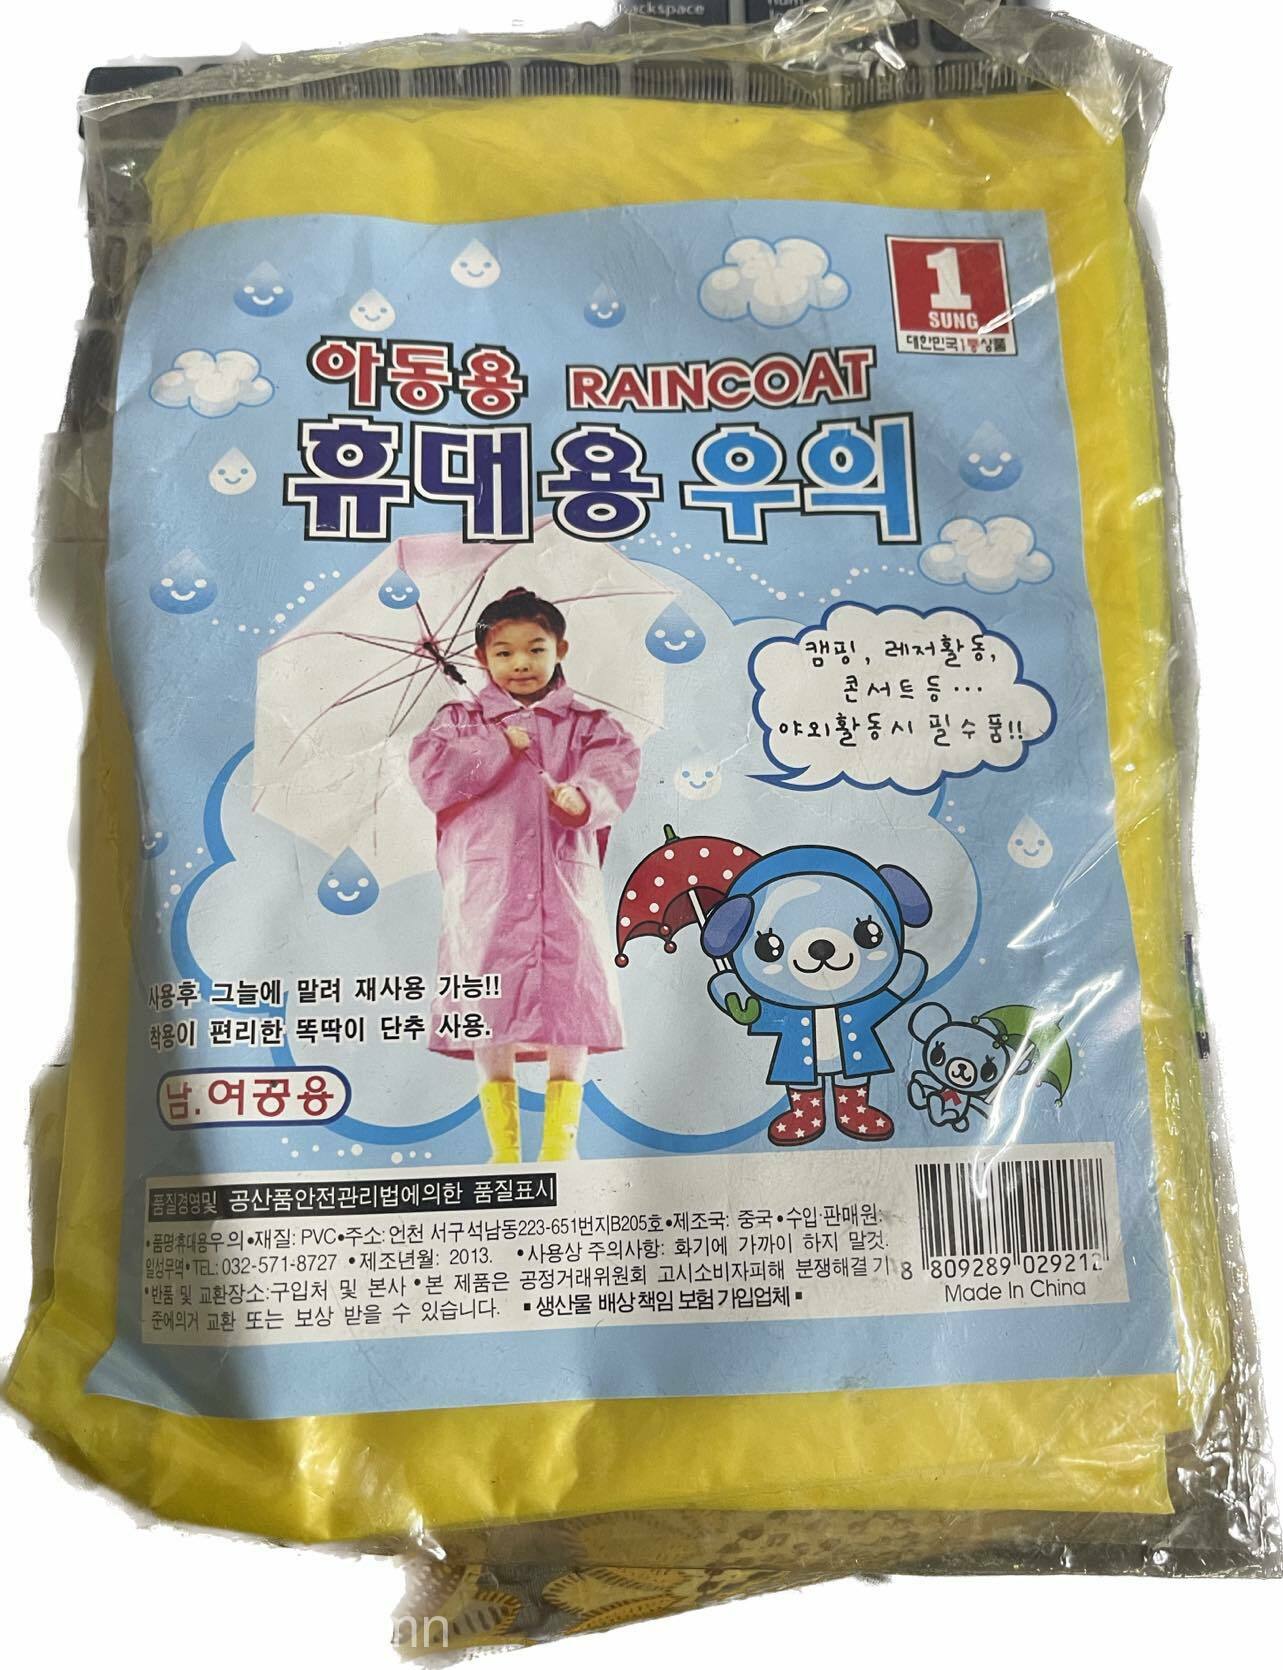 backspace
num
1
SUNG
대한민국1등상품
아동용 RAINCOAT
휴대용 우의
캠핑, 레저활동,
콘서트 등···
야외활동시 필수품!!
사용후 그늘에 말려 재사용 가능!!
착용이 편리한 똑딱이 단추 사용.
남.여공용
품질경영및 공산품안전관리법에의한 품질표시
•품명:휴대용우의•재질: PVC•주소:언천 서구석남동223-651번지B205호•제조국: 중국•수입·판매원:
일성무역•TEL: 032-571-8727 •제조년월: 2013. •사용상 주의사항: 화기에 가까이 하지 말것.
•반품 및 교환장소:구입처 및 본사 •본 제품은 공정거래위원회 고시소비자피해 분쟁해결기
준에의거 교환 또는 보상 받을 수 있습니다. ▪생산물 배상책임보험가입업체▪
8 809289 029212
Made In China